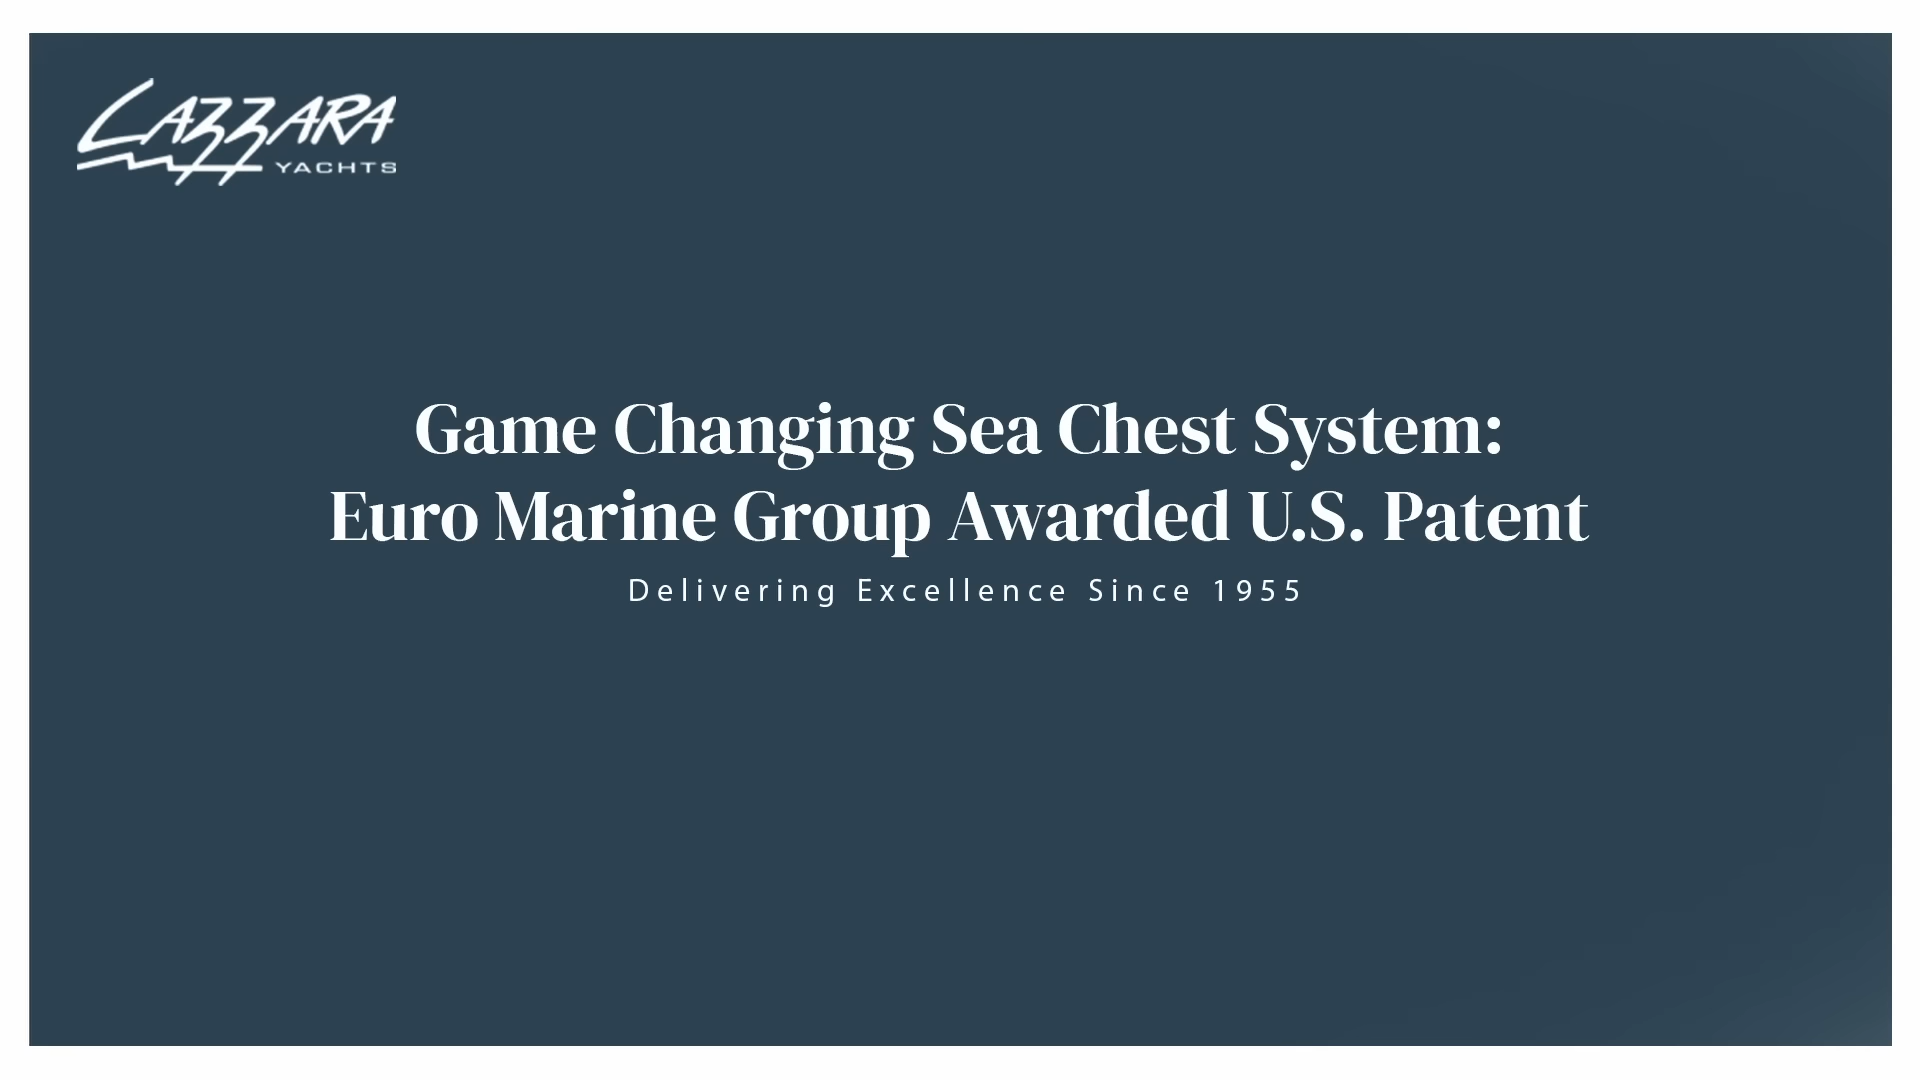 LAZZARA
YACHTS
Game Changing Sea Chest System:
Euro Marine Group Awarded U.S. Patent
Delivering Excellence Since 1955